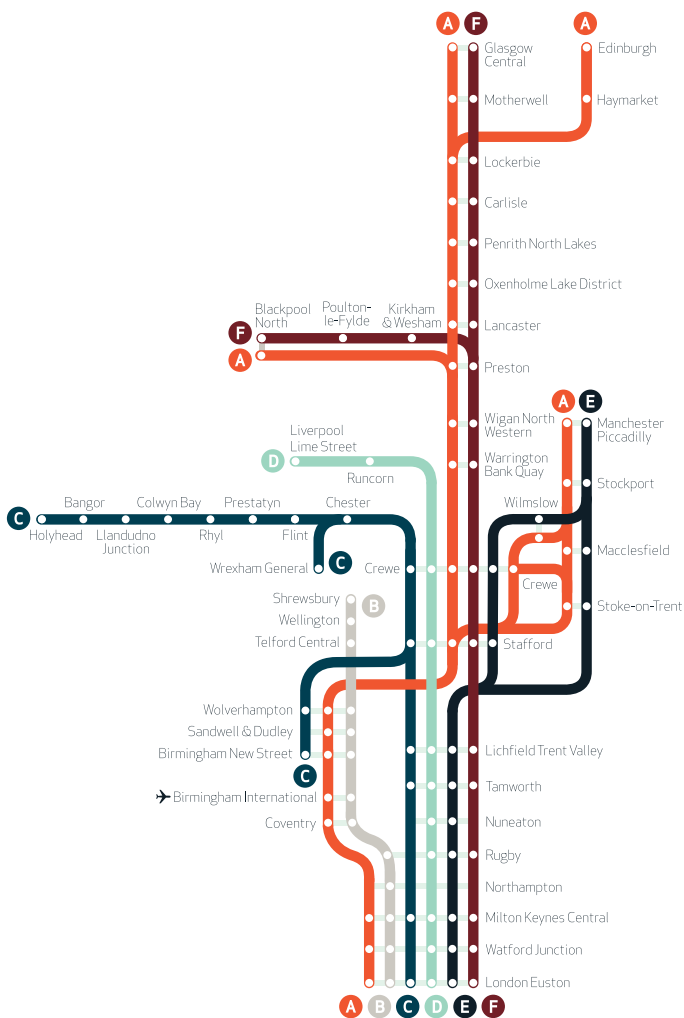 A F A
Glasgow
Central
Edinburgh
Motherwell
Haymarket
Lockerbie
Carlisle
Penrith North Lakes
Oxenholme Lake District
Blackpool
North
Poulton-
le-Fylde
Kirkham
& Wesham
F
Lancaster
A
Preston
A E
Wigan North
Western
Manchester
Piccadilly
Liverpool
Lime Street
D
Runcorn
Warrington
Bank Quay
Stockport
Bangor
Colwyn Bay
Prestatyn
Chester
Wilmslow
C
Holyhead
Llandudno
Junction
Rhyl
Flint
Macclesfield
Wrexham General
C
Crewe
Crewe
Shrewsbury
B
Stoke-on-Trent
Wellington
Telford Central
Stafford
Wolverhampton
Sandwell & Dudley
Birmingham New Street
Lichfield Trent Valley
C
Tamworth
Birmingham International
Coventry
Nuneaton
Rugby
Northampton
Milton Keynes Central
Watford Junction
London Euston
A B C D E F